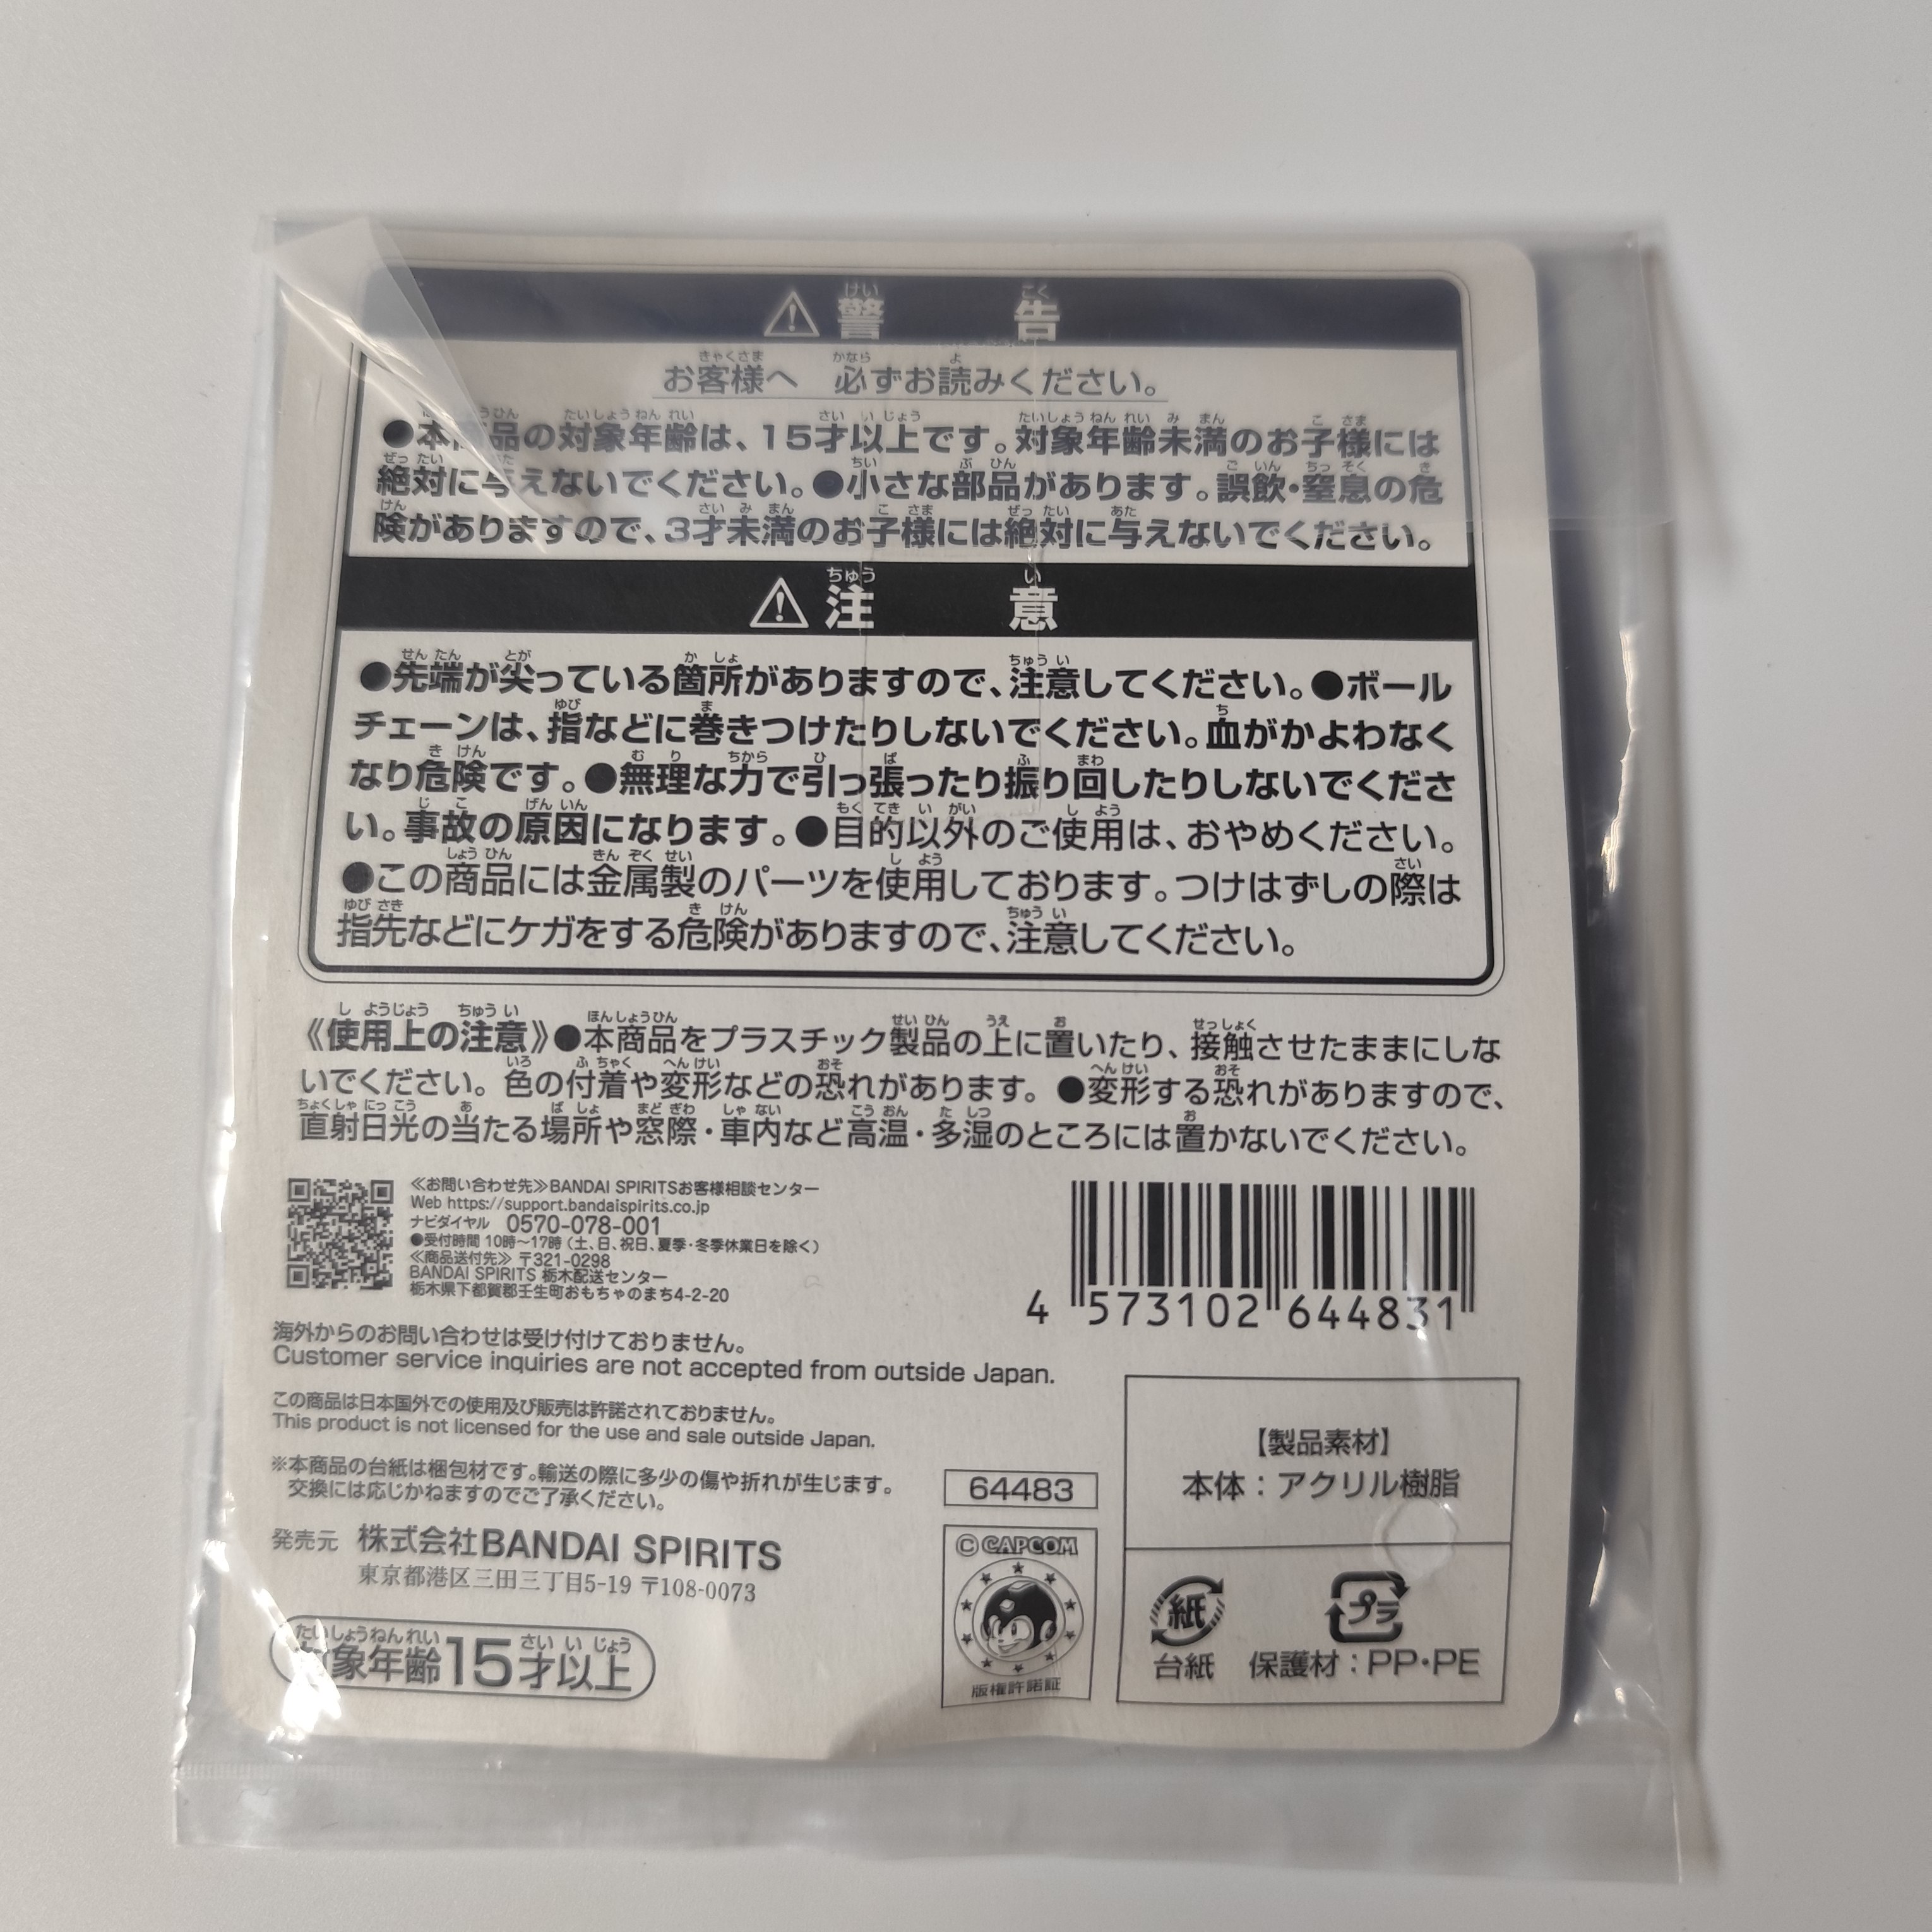 ⚠警告
お客様へ 必ずお読みください。
●本商品の対象年齢は、15才以上です。対象年齢未満のお子様には
絶対に与えないでください。●小さな部品があります。誤飲・窒息の危
険がありますので、3才未満のお子様には絶対に与えないでください。
⚠注意
●先端が尖っている箇所がありますので、注意してください。●ボール
チェーンは、指などに巻きつけたりしないでください。血がかよわなく
なり危険です。●無理な力で引っ張ったり振り回したりしないでくださ
い。事故の原因になります。●目的以外のご使用は、おやめください。
●この商品には金属製のパーツを使用しております。つけはずしの際は
指先などにケガをする危険がありますので、注意してください。
《使用上の注意》●本商品をプラスチック製品の上に置いたり、接触させたままにしな
いでください。色の付着や変形などの恐れがあります。●変形する恐れがありますので、
直射日光の当たる場所や窓際・車内など高温・多湿のところには置かないでください。
≪お問い合わせ先≫BANDAI SPIRITSお客様相談センター
Web https://support.bandaispirits.co.jp
ナビダイヤル 0570-078-001
●受付時間 10時～17時（土、日、祝日、夏季・冬季休業日を除く）
≪商品送付先≫ 〒321-0298
BANDAI SPIRITS 栃木配送センター
栃木県下都賀郡壬生町おもちゃのまち4-2-20
4 573102 644831
海外からのお問い合わせは受け付けておりません。
Customer service inquiries are not accepted from outside Japan.
この商品は日本国外での使用及び販売は許諾されておりません。
This product is not licensed for the use and sale outside Japan.
※本商品の台紙は梱包材です。輸送の際に多少の傷や折れが生じます。
交換には応じかねますのでご了承ください。
発売元 株式会社BANDAI SPIRITS
東京都港区三田三丁目5-19 〒108-0073
対象年齢15才以上
64483
© CAPCOM
版権許諾証
【製品素材】
本体：アクリル樹脂
紙
台紙
プラ
保護材：PP・PE